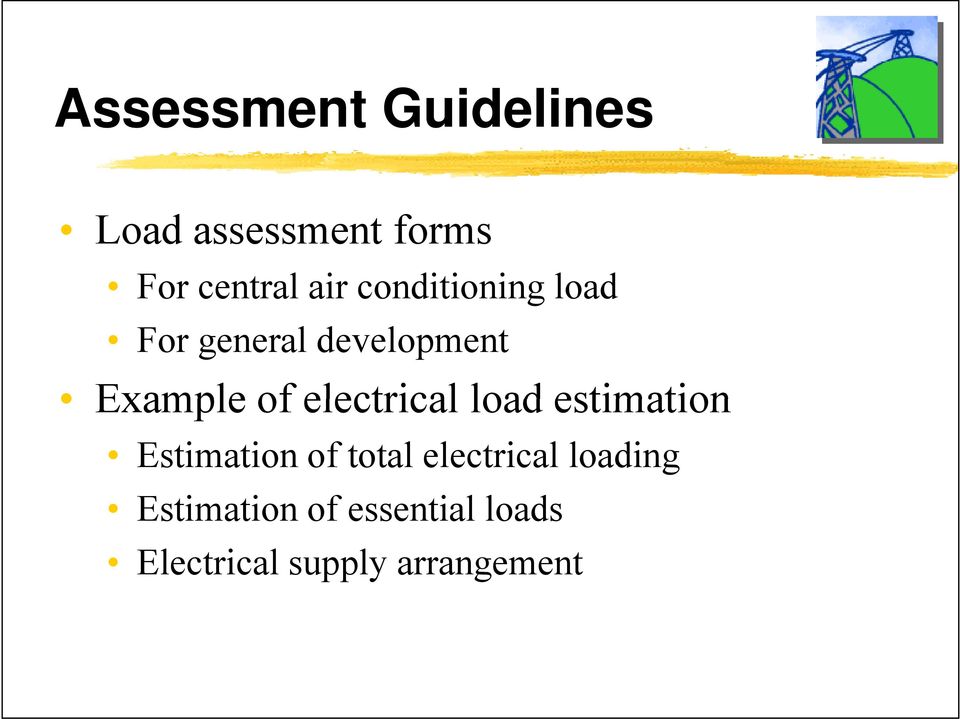 Assessment Guidelines
• Load assessment forms
• For central air conditioning load
• For general development
• Example of electrical load estimation
• Estimation of total electrical loading
• Estimation of essential loads
• Electrical supply arrangement